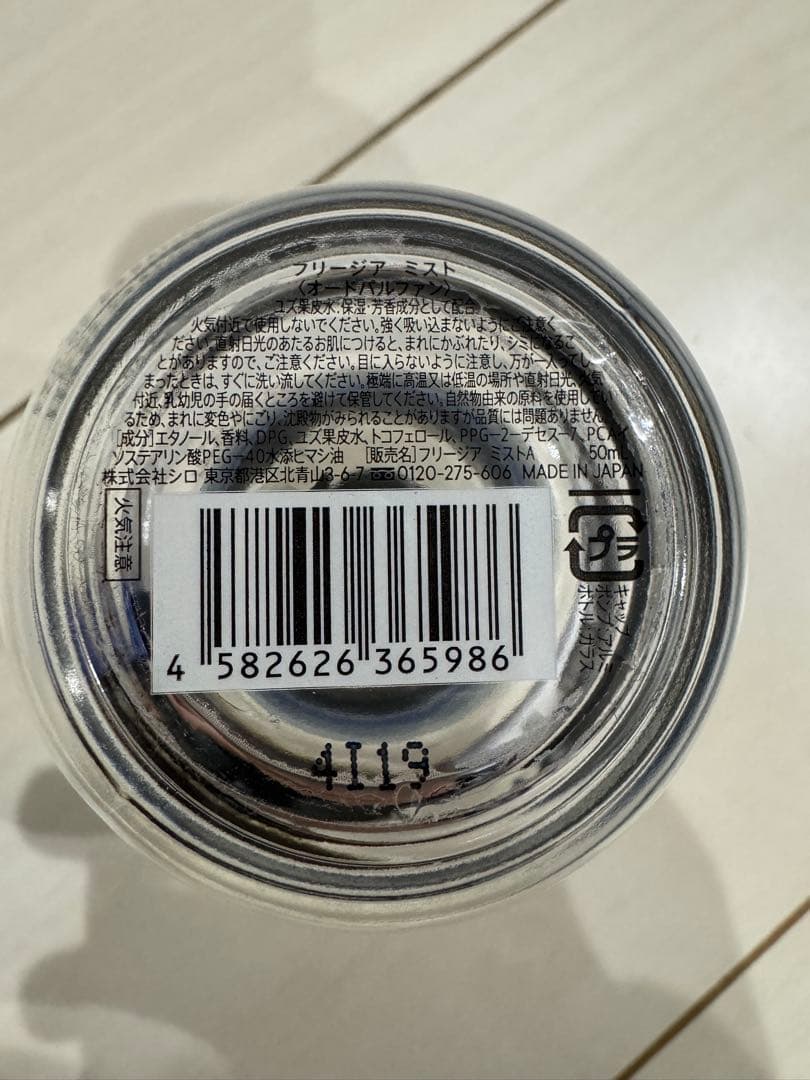 フリージア ミスト
〈オードパルファン〉
ユズ果皮水:保湿・芳香成分として配合
火気付近で使用しないでください。強く吸い込まないようにご注意く
ださい。直射日光のあたるお肌につけると、まれにかぶれたり、シミになるこ
とがありますので、ご注意ください。目に入らないように注意し、万が一入ってし
まったときは、すぐに洗い流してください。極端に高温又は低温の場所や直射日光、火気
付近、乳幼児の手の届くところを避けて保管してください。自然物由来の原料を使用してい
るため、まれに変色やにごり、沈殿物がみられることがありますが品質には問題ありません。
[成分]エタノール、香料、DPG、ユズ果皮水、トコフェロール、PPG-2-デセス-7、PCAイ
ソステアリン酸PEG-40水添ヒマシ油 [販売名]フリージア ミストA 50mL
株式会社シロ 東京都港区北青山3-6-7 0120-275-606 MADE IN JAPAN
火気注意
プラ
キャップ
ポンプ:アルミ
ボトル:ガラス
4 582626 365986
4I19